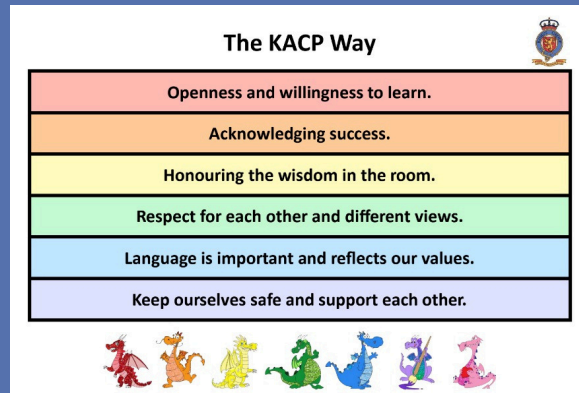 The KACP Way
Openness and willingness to learn.
Acknowledging success.
Honouring the wisdom in the room.
Respect for each other and different views.
Language is important and reflects our values.
Keep ourselves safe and support each other.